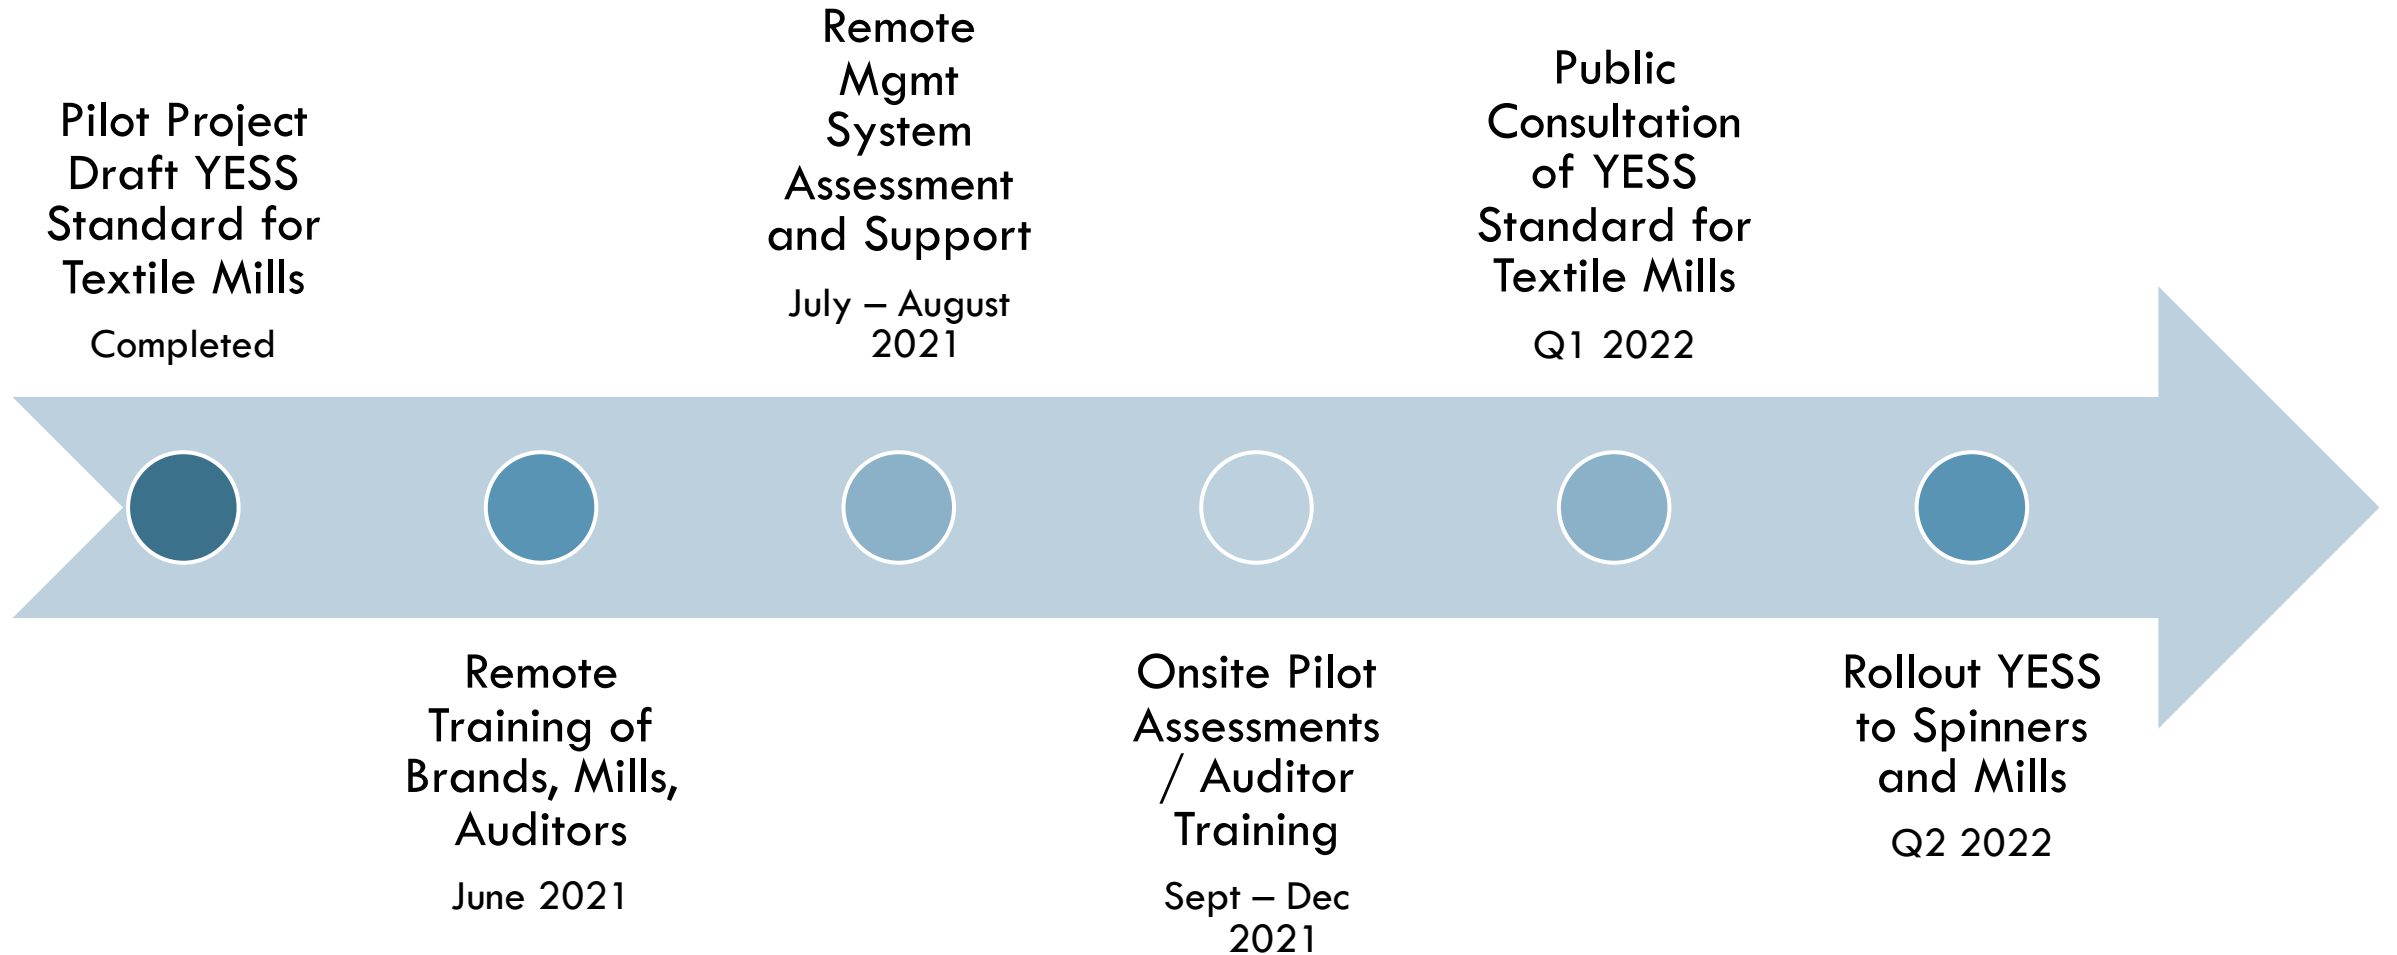 Pilot Project
Draft YESS
Standard for
Textile Mills
Completed
Remote
Training of
Brands, Mills,
Auditors
June 2021
Remote
Mgmt
System
Assessment
and Support
July – August
2021
Onsite Pilot
Assessments
/ Auditor
Training
Sept – Dec
2021
Public
Consultation
of YESS
Standard for
Textile Mills
Q1 2022
Rollout YESS
to Spinners
and Mills
Q2 2022